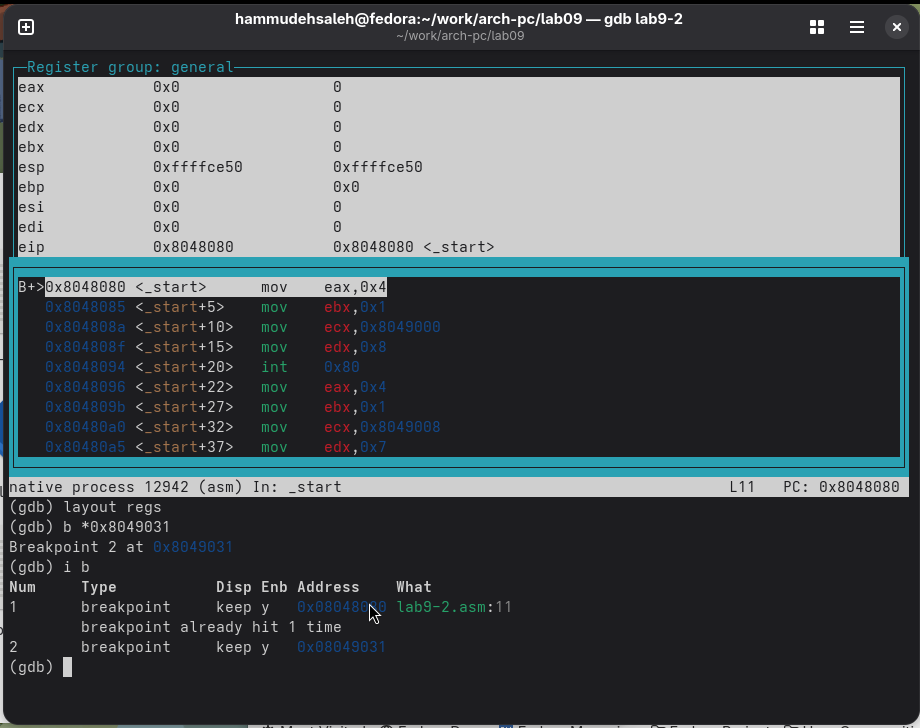 hammudehsaleh@fedora:~/work/arch-pc/lab09 — gdb lab9-2
~/work/arch-pc/lab09
Register group: general
eax 0x0 0
ecx 0x0 0
edx 0x0 0
ebx 0x0 0
esp 0xffffce50 0xffffce50
ebp 0x0 0x0
esi 0x0 0
edi 0x0 0
eip 0x8048080 0x8048080 <_start>
B+>0x8048080 <_start> mov eax,0x4
0x8048085 <_start+5> mov ebx,0x1
0x804808a <_start+10> mov ecx,0x8049000
0x804808f <_start+15> mov edx,0x8
0x8048094 <_start+20> int 0x80
0x8048096 <_start+22> mov eax,0x4
0x804809b <_start+27> mov ebx,0x1
0x80480a0 <_start+32> mov ecx,0x8049008
0x80480a5 <_start+37> mov edx,0x7
native process 12942 (asm) In: _start L11 PC: 0x8048080
(gdb) layout regs
(gdb) b *0x8049031
Breakpoint 2 at 0x8049031
(gdb) i b
Num Type Disp Enb Address What
1 breakpoint keep y 0x08048080 lab9-2.asm:11
breakpoint already hit 1 time
2 breakpoint keep y 0x08049031
(gdb)